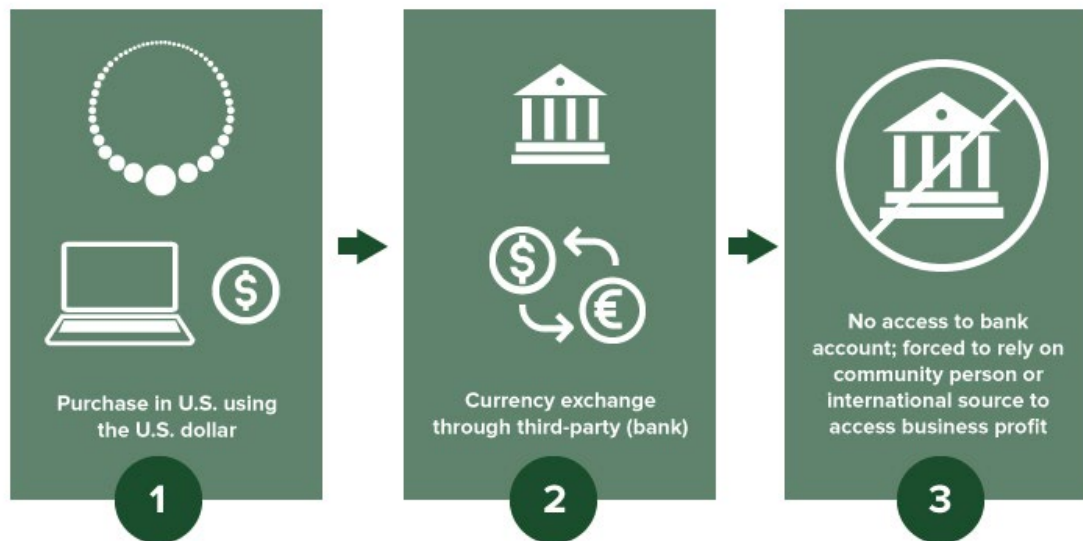 $
Purchase in U.S. using
the U.S. dollar
1
$
€
Currency exchange
through third-party (bank)
2
No access to bank
account; forced to rely on
community person or
international source to
access business profit
3